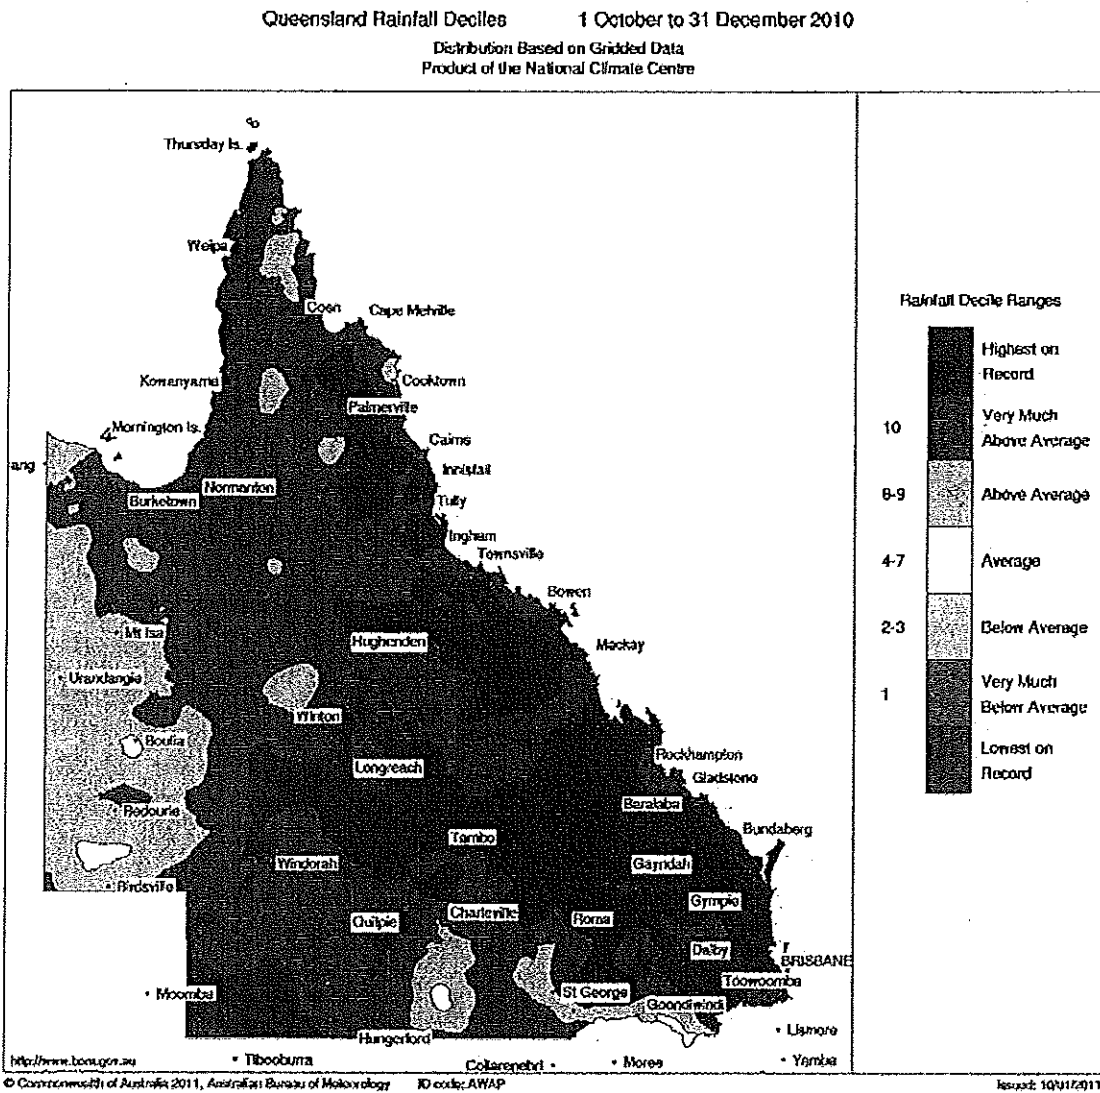 Queensland Rainfall Deciles 1 October to 31 December 2010
Distribution Based on Gridded Data
Product of the National Climate Centre
Thursday Is.
Weipa
Coen
Cape Melville
Kowanyama
Cooktown
Palmerville
Mornington Is.
Cairns
ang
Innisfail
Normanton
Burketown
Tully
Ingham
Townsville
Bowen
Mt Isa
Hughenden
Mackay
Urandangie
Winton
Boulia
Rockhampton
Longreach
Gladstone
Baralaba
Bedourie
Bundaberg
Tambo
Windorah
Gayndah
Birdsville
Gympie
Charleville
Quilpie
Roma
Dalby
BRISBANE
Toowoomba
Moomba
St George
Goondiwindi
Lismore
Hungerford
Tibooburra
Collarenebri
Moree
Yamba
Rainfall Decile Ranges
Highest on
Record
10
Very Much
Above Average
8-9
Above Average
4-7
Average
2-3
Below Average
1
Very Much
Below Average
Lowest on
Record
http://www.bom.gov.au
© Commonwealth of Australia 2011, Australian Bureau of Meteorology ID code: AWAP
Issued: 10/01/2011